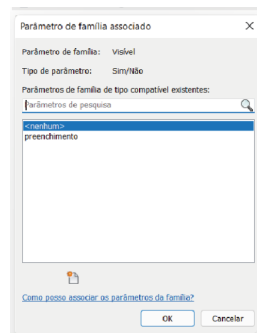 Parâmetro de família associado
Parâmetro de família: Visível
Tipo de parâmetro: Sim/Não
Parâmetros de família de tipo compatível existentes:
Parâmetros de pesquisa
<nenhum>
preenchimento
Como posso associar os parâmetros da família?
OK Cancelar